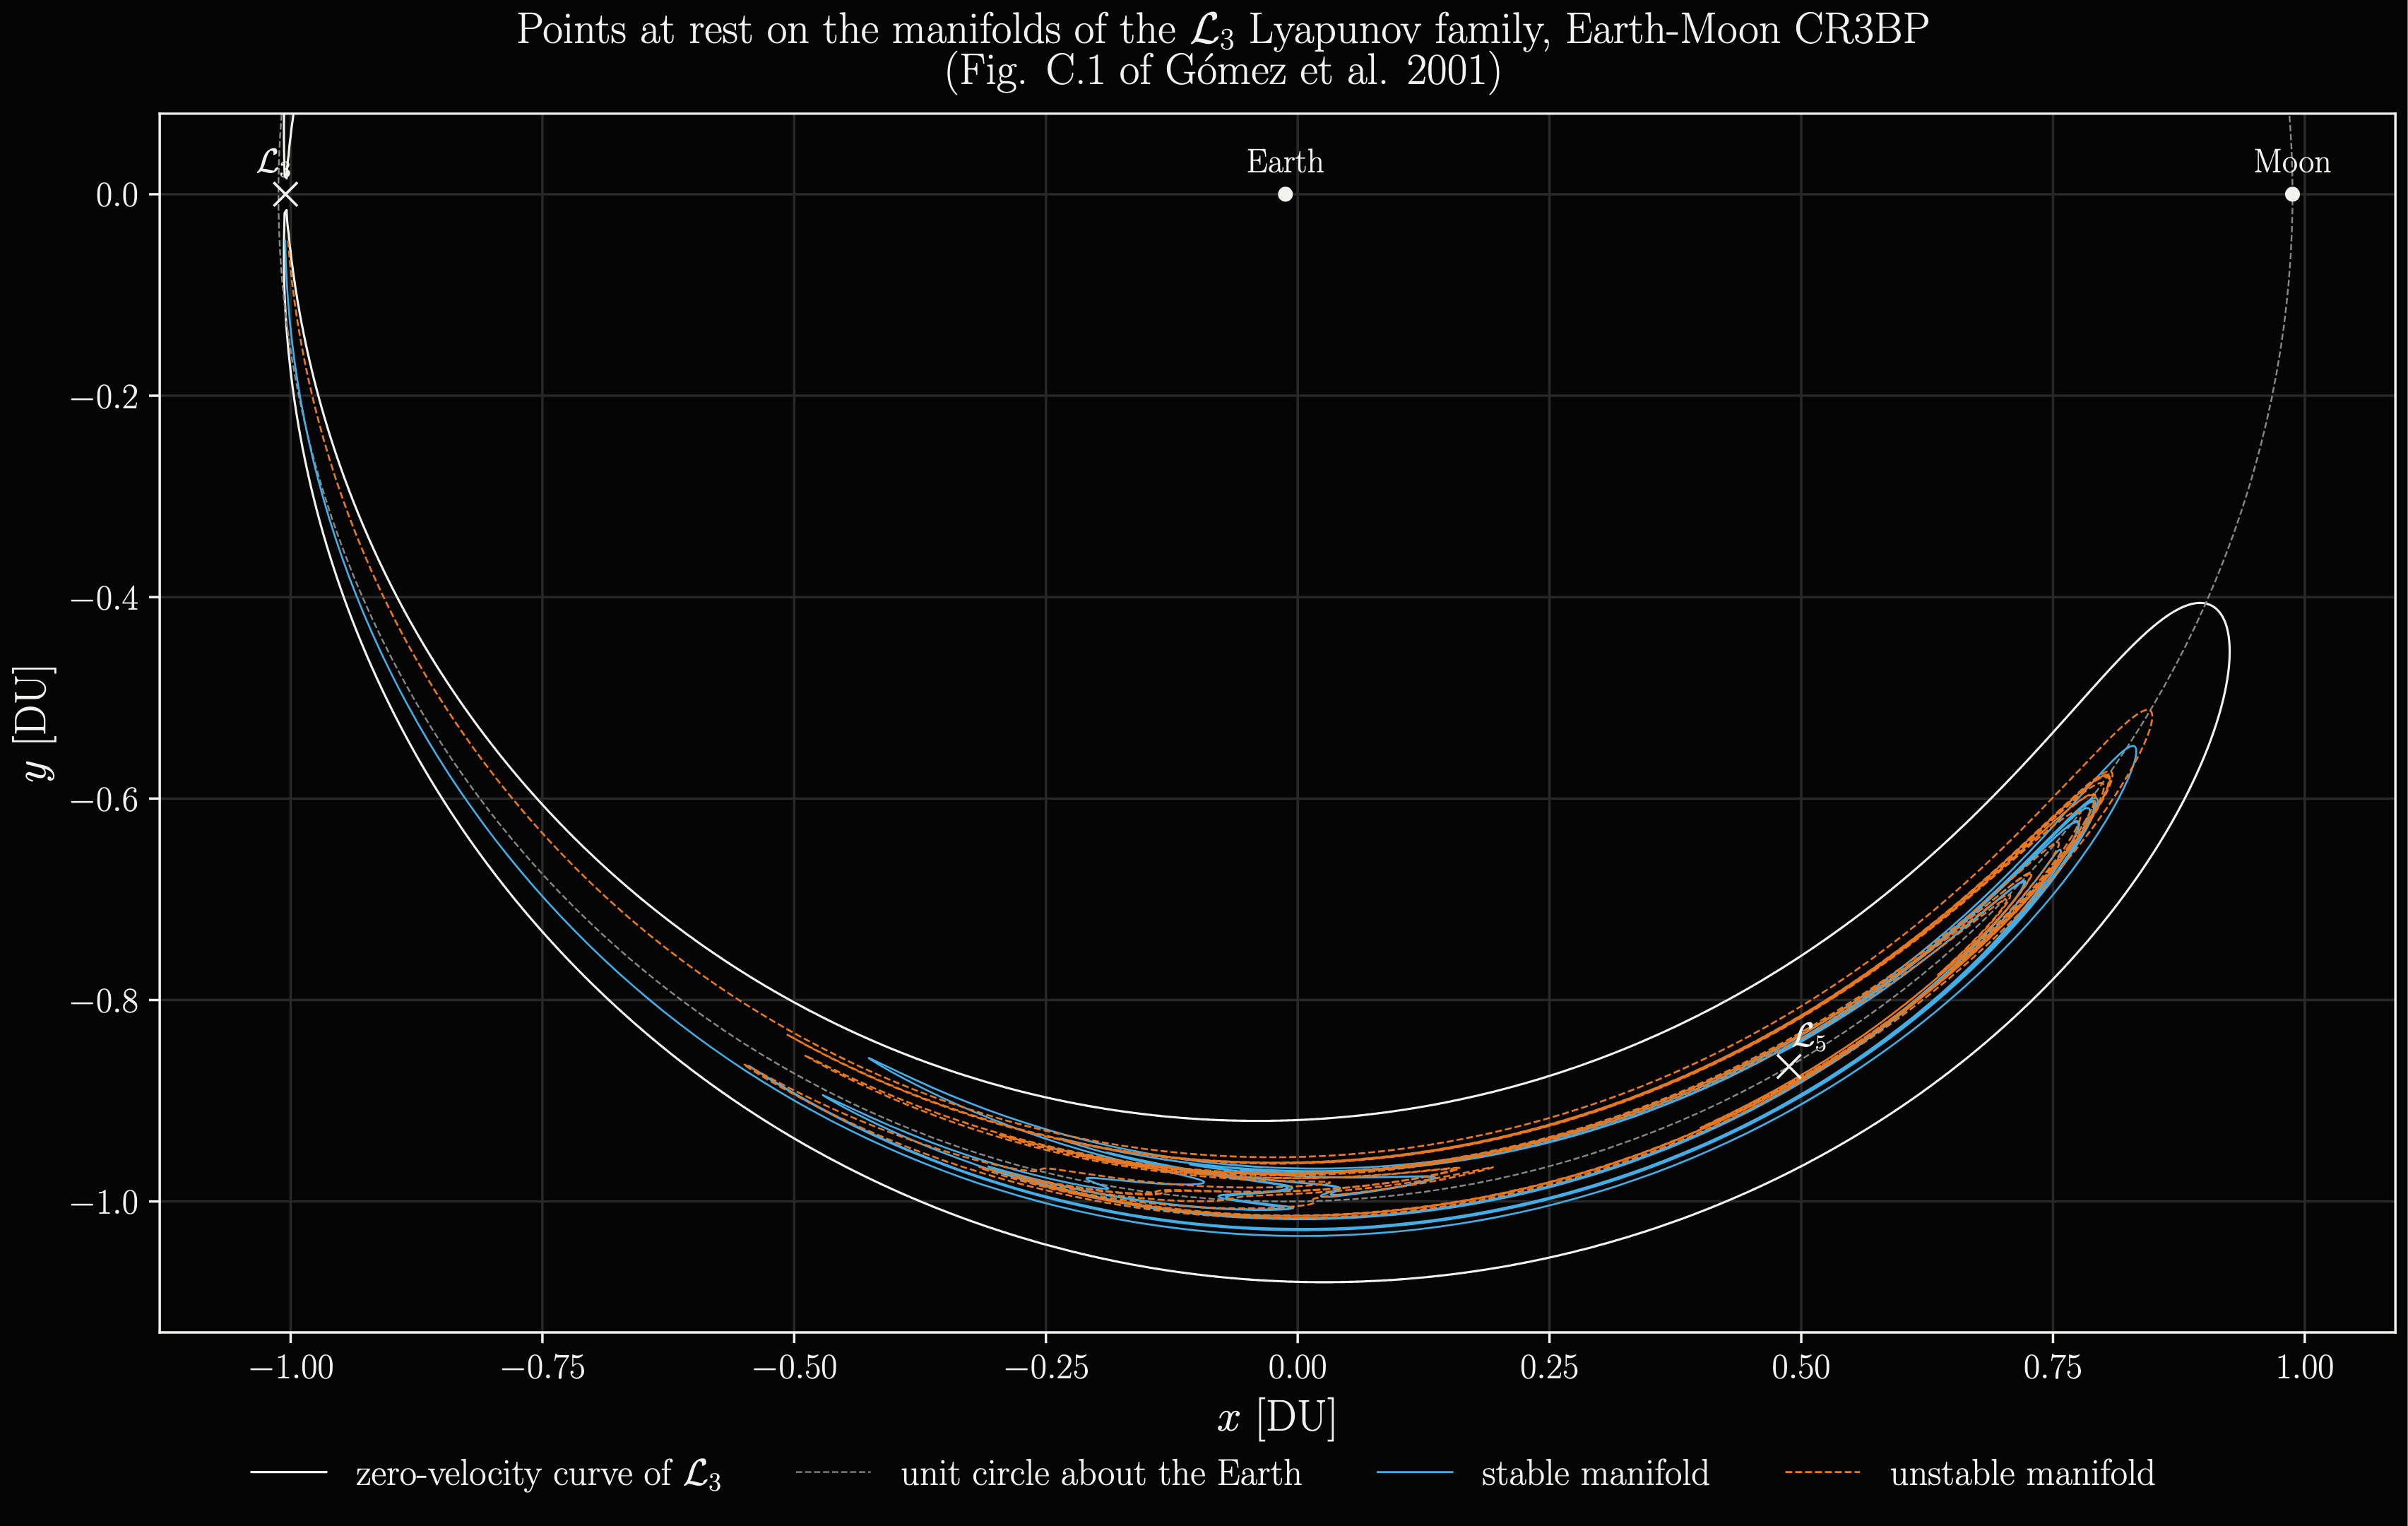 Points at rest on the manifolds of the ℒ₃ Lyapunov family, Earth-Moon CR3BP
(Fig. C.1 of Gómez et al. 2001)
ℒ₃
Earth
Moon
0.0
−0.2
−0.4
−0.6
−0.8
−1.0
y [DU]
ℒ₅
−1.00 −0.75 −0.50 −0.25 0.00 0.25 0.50 0.75 1.00
x [DU]
zero-velocity curve of ℒ₃ unit circle about the Earth stable manifold unstable manifold